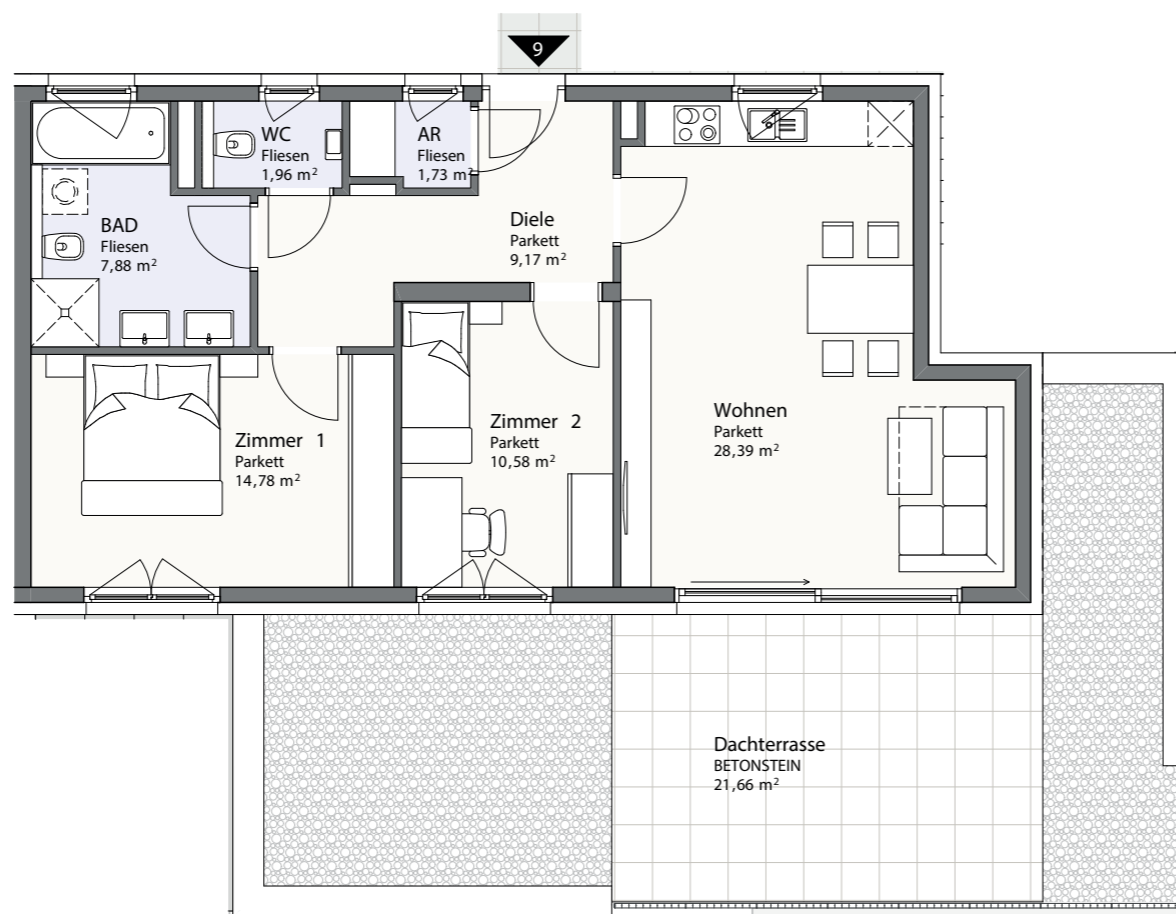 9
WC
Fliesen
1,96 m²
AR
Fliesen
1,73 m²
BAD
Fliesen
7,88 m²
Diele
Parkett
9,17 m²
Wohnen
Parkett
28,39 m²
Zimmer 1
Parkett
14,78 m²
Zimmer 2
Parkett
10,58 m²
Dachterrasse
BETONSTEIN
21,66 m²